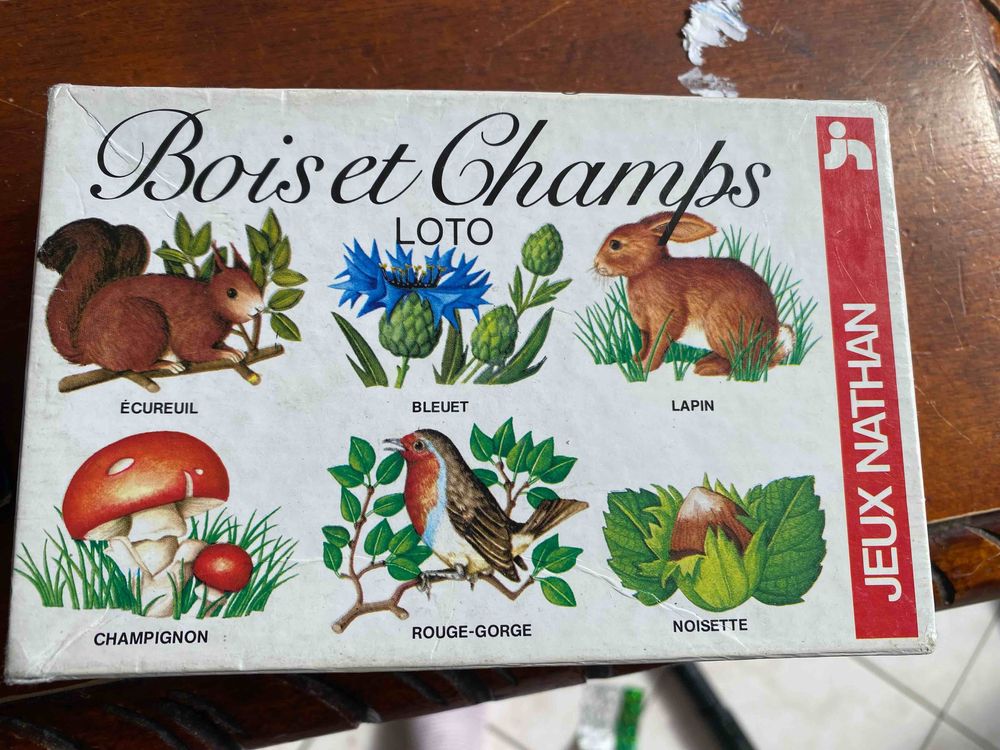 Bois et Champs
LOTO
ÉCUREUIL
BLEUET
LAPIN
CHAMPIGNON
ROUGE-GORGE
NOISETTE
JEUX NATHAN